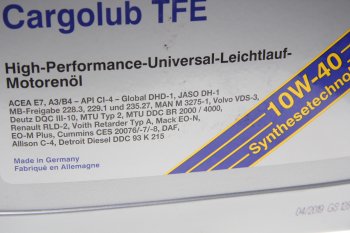 Cargolub TFE
High-Performance-Universal-Leichtlauf-
Motorenöl
ACEA E7, A3/B4 – API CI-4 – Global DHD-1, JASO DH-1
MB-Freigabe 228.3, 229.1 und 235.27, MAN M 3275-1, Volvo VDS-3,
Deutz DQC III-10, MTU Typ 2, MTU DDC BR 2000 / 4000,
Renault RLD-2, Voith Retarder Typ A, Mack EO-N,
EO-M Plus, Cummins CES 20076/-7/-8, DAF,
Allison C-4, Detroit Diesel DDC 93 K 215
Made in Germany
Fabriqué en Allemagne
10W-40
Synthesetechno
04/2019